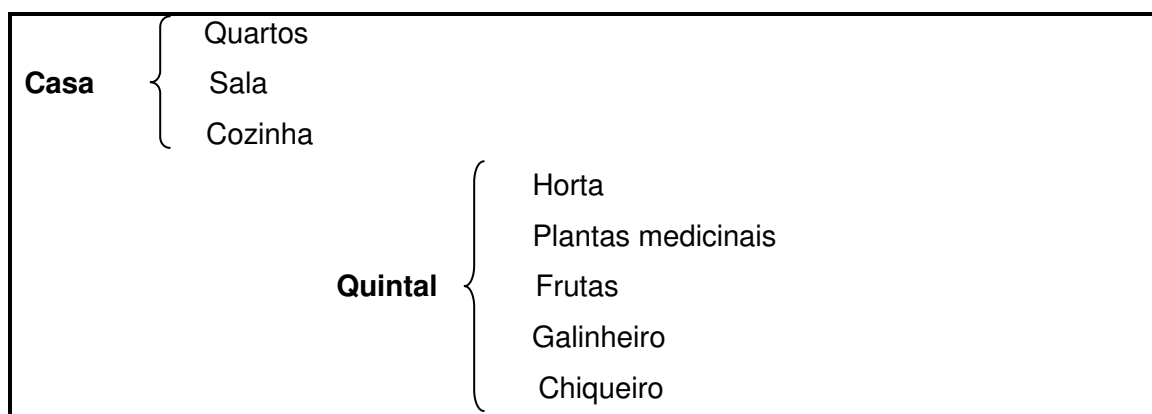 Quartos
Casa Sala
Cozinha
Horta
Plantas medicinais
Quintal Frutas
Galinheiro
Chiqueiro